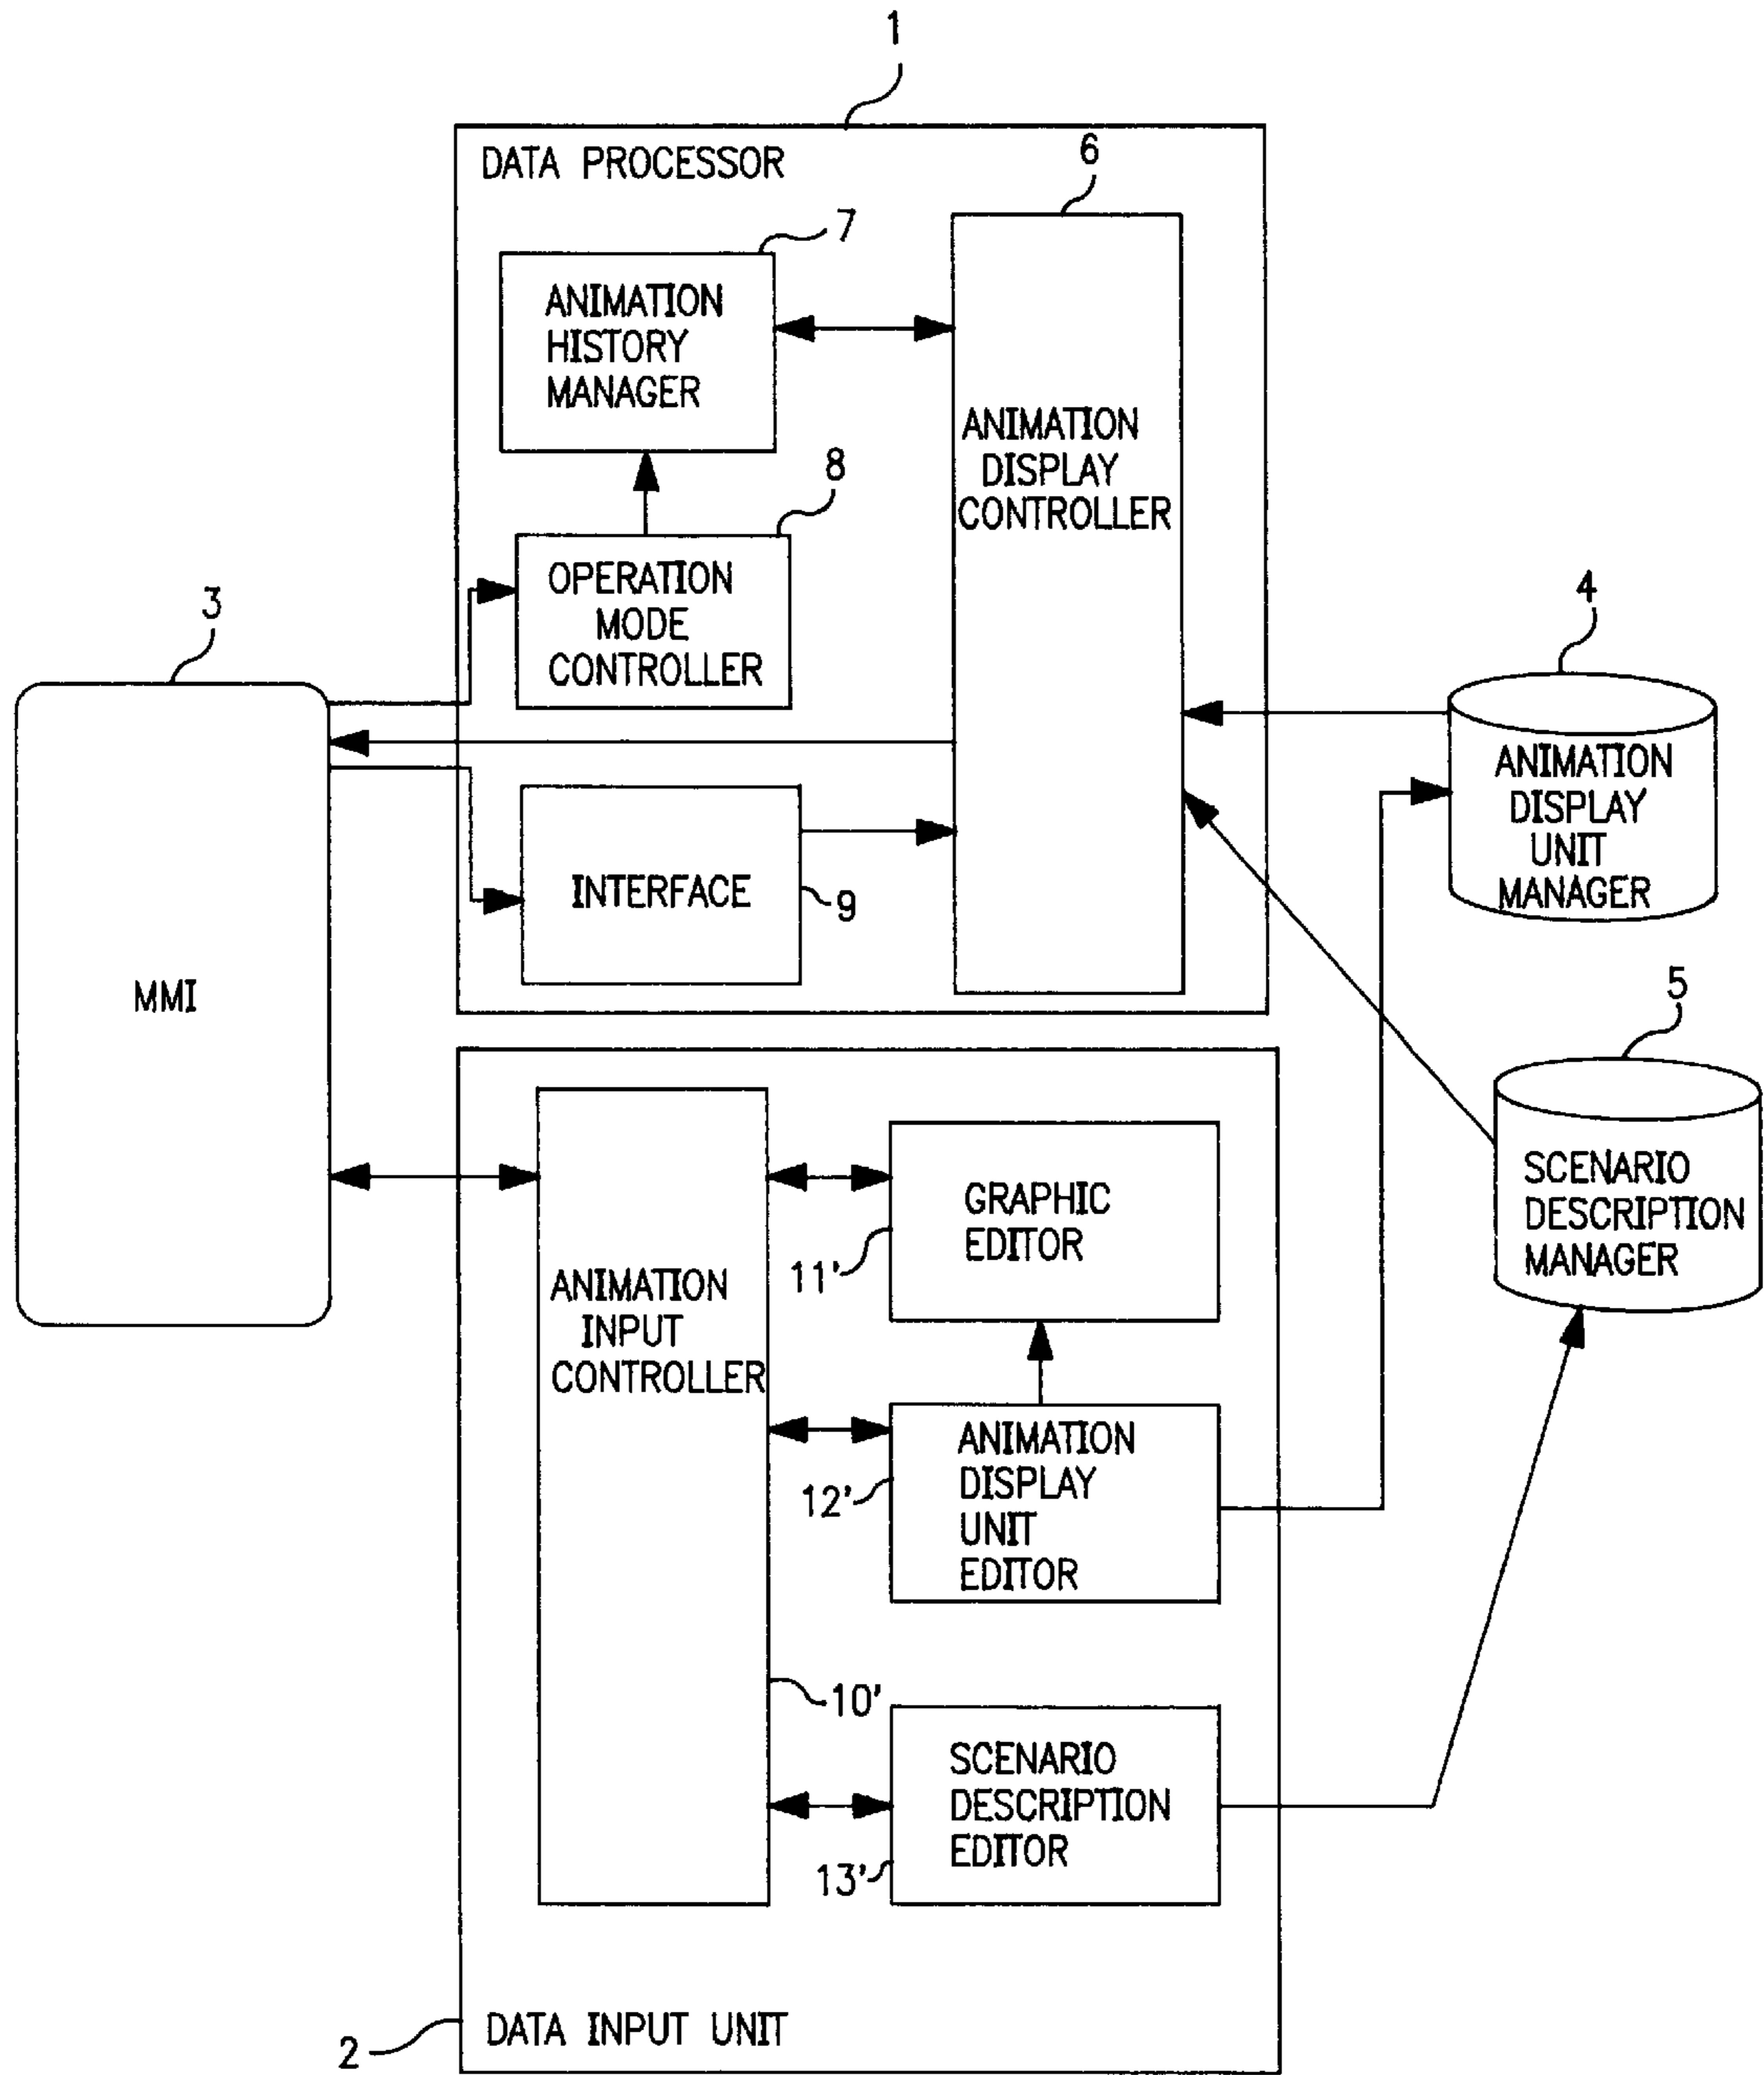 1
DATA PROCESSOR
6
7
ANIMATION
HISTORY
MANAGER
ANIMATION
DISPLAY
CONTROLLER
8
OPERATION
MODE
CONTROLLER
3
MMI
INTERFACE
9
4
ANIMATION
DISPLAY
UNIT
MANAGER
5
SCENARIO
DESCRIPTION
MANAGER
ANIMATION
INPUT
CONTROLLER
GRAPHIC
EDITOR
11'
ANIMATION
DISPLAY
UNIT
EDITOR
12'
10'
SCENARIO
DESCRIPTION
EDITOR
13'
2
DATA INPUT UNIT